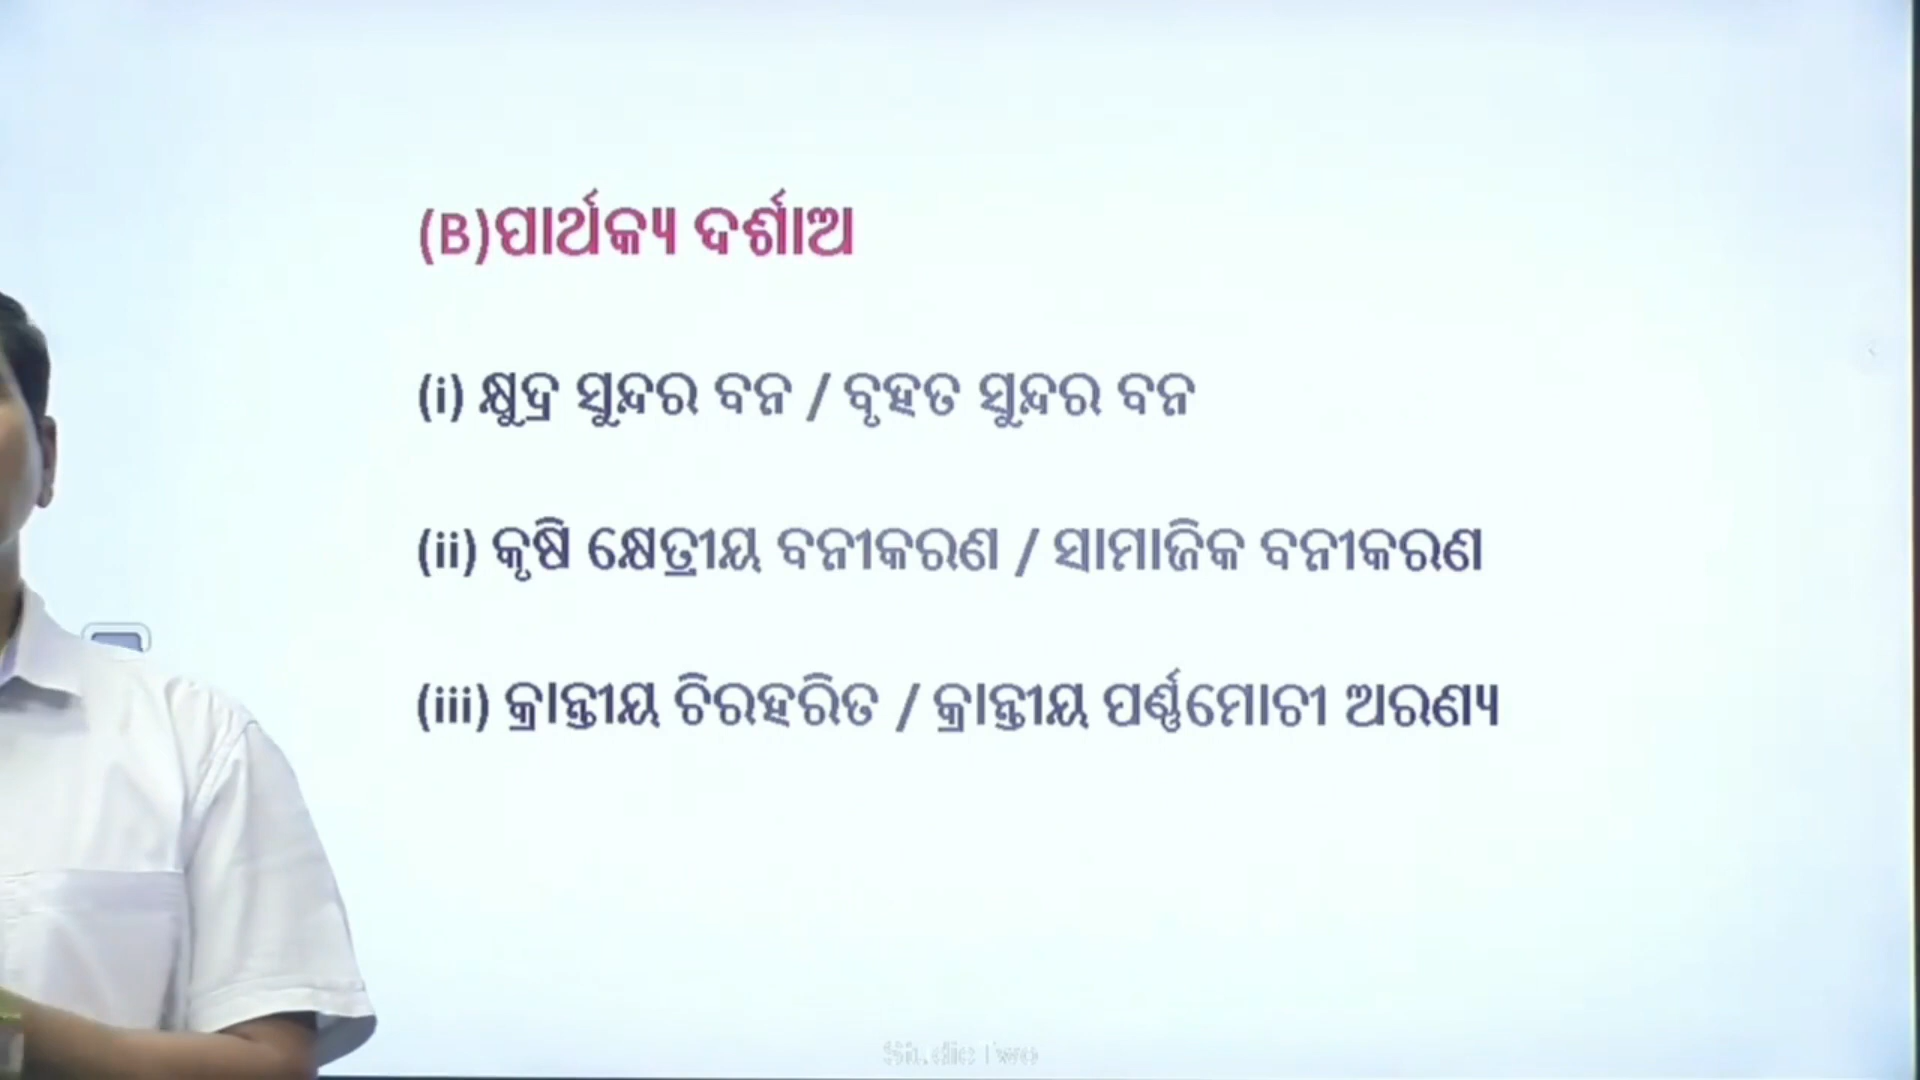 (B)ପାର୍ଥକ୍ୟ ଦର୍ଶାଅ
(i) କ୍ଷୁଦ୍ର ସୁନ୍ଦର ବନ / ବୃହତ ସୁନ୍ଦର ବନ
(ii) କୃଷି କ୍ଷେତ୍ରୀୟ ବନୀକରଣ / ସାମାଜିକ ବନୀକରଣ
(iii) କ୍ରାନ୍ତୀୟ ଚିରହରିତ / କ୍ରାନ୍ତୀୟ ପର୍ଣ୍ଣମୋଚୀ ଅରଣ୍ୟ